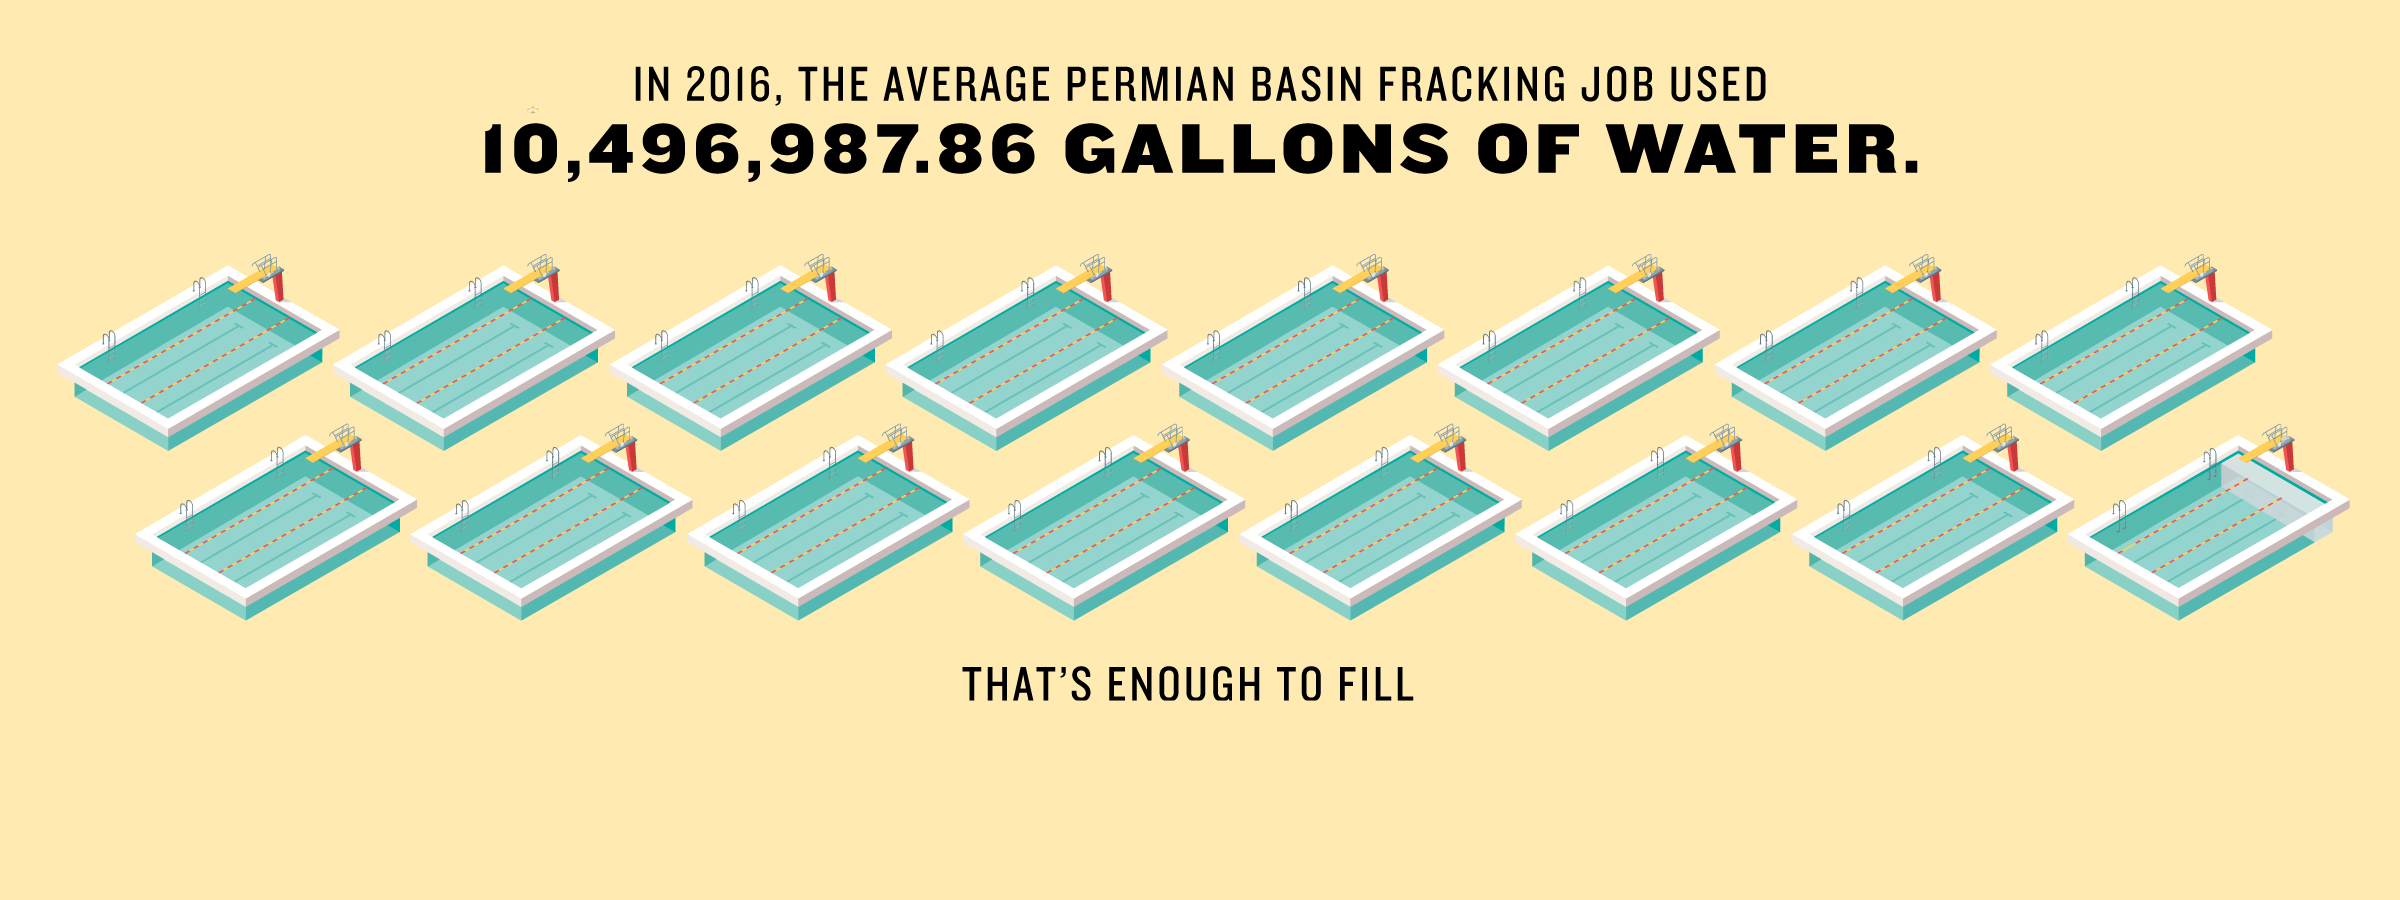 IN 2016, THE AVERAGE PERMIAN BASIN FRACKING JOB USED
10,496,987.86 GALLONS OF WATER.
THAT’S ENOUGH TO FILL